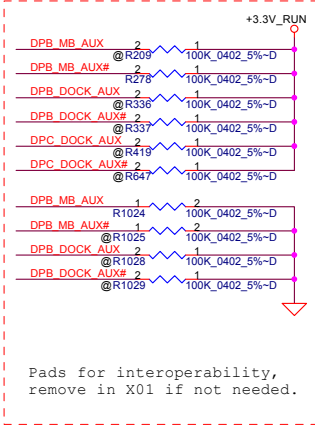 +3.3V_RUN
DPB_MB_AUX 2 1
@R209 100K_0402_5%~D
DPB_MB_AUX# 2 1
R278 100K_0402_5%~D
DPB_DOCK_AUX 2 1
@R336 100K_0402_5%~D
DPB_DOCK_AUX# 2 1
@R337 100K_0402_5%~D
DPC_DOCK_AUX 2 1
@R419 100K_0402_5%~D
DPC_DOCK_AUX# 2 1
@R647 100K_0402_5%~D
DPB_MB_AUX 1 2
R1024 100K_0402_5%~D
DPB_MB_AUX# 1 2
@R1025 100K_0402_5%~D
DPB_DOCK_AUX 2 1
@R1028 100K_0402_5%~D
DPB_DOCK_AUX# 2 1
@R1029 100K_0402_5%~D
Pads for interoperability,
remove in X01 if not needed.